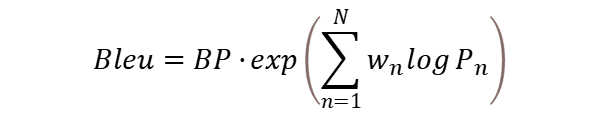 Bleu = BP · exp(∑_{n=1}^{N} w_n log P_n)